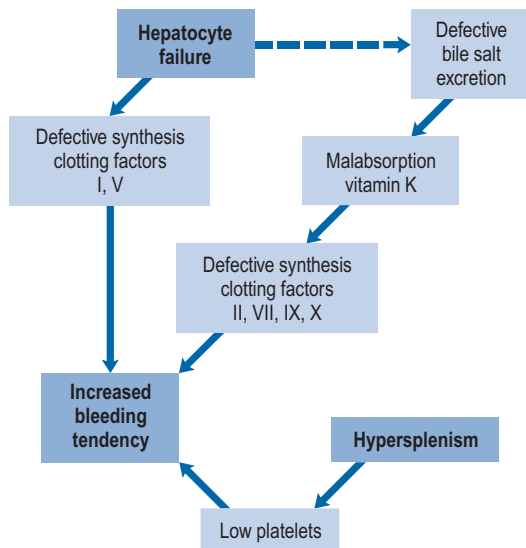 Hepatocyte
failure
Defective
bile salt
excretion
Defective synthesis
clotting factors
I, V
Malabsorption
vitamin K
Defective synthesis
clotting factors
II, VII, IX, X
Increased
bleeding
tendency
Hypersplenism
Low platelets